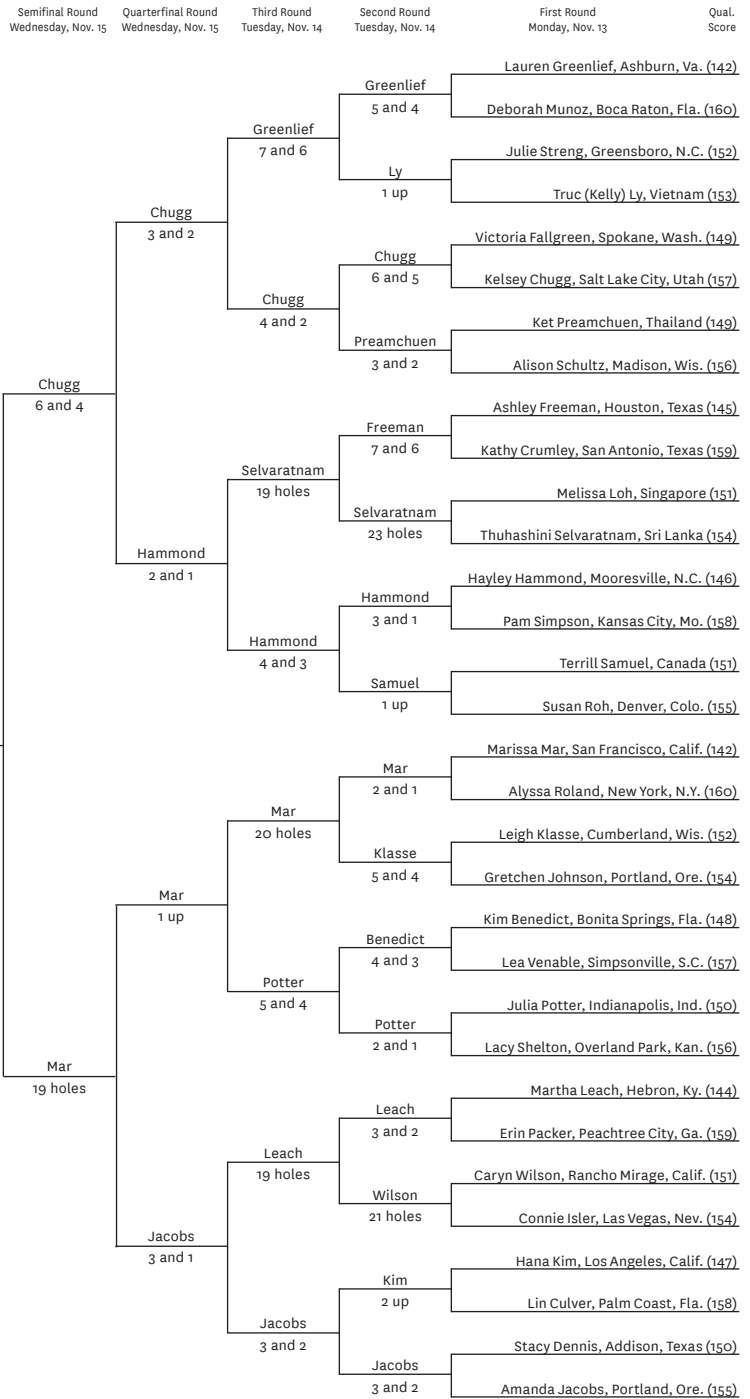 Semifinal Round
Wednesday, Nov. 15
Quarterfinal Round
Wednesday, Nov. 15
Third Round
Tuesday, Nov. 14
Second Round
Tuesday, Nov. 14
First Round
Monday, Nov. 13
Qual.
Score
Lauren Greenlief, Ashburn, Va. (142)
Greenlief
5 and 4
Deborah Munoz, Boca Raton, Fla. (160)
Greenlief
7 and 6
Julie Streng, Greensboro, N.C. (152)
Ly
1 up
Truc (Kelly) Ly, Vietnam (153)
Chugg
3 and 2
Victoria Fallgreen, Spokane, Wash. (149)
Chugg
6 and 5
Kelsey Chugg, Salt Lake City, Utah (157)
Chugg
4 and 2
Ket Preamchuen, Thailand (149)
Preamchuen
3 and 2
Alison Schultz, Madison, Wis. (156)
Chugg
6 and 4
Ashley Freeman, Houston, Texas (145)
Freeman
7 and 6
Kathy Crumley, San Antonio, Texas (159)
Selvaratnam
19 holes
Melissa Loh, Singapore (151)
Selvaratnam
23 holes
Thuhashini Selvaratnam, Sri Lanka (154)
Hammond
2 and 1
Hayley Hammond, Mooresville, N.C. (146)
Hammond
3 and 1
Pam Simpson, Kansas City, Mo. (158)
Hammond
4 and 3
Terrill Samuel, Canada (151)
Samuel
1 up
Susan Roh, Denver, Colo. (155)
Marissa Mar, San Francisco, Calif. (142)
Mar
2 and 1
Alyssa Roland, New York, N.Y. (160)
Mar
20 holes
Leigh Klasse, Cumberland, Wis. (152)
Klasse
5 and 4
Gretchen Johnson, Portland, Ore. (154)
Mar
1 up
Kim Benedict, Bonita Springs, Fla. (148)
Benedict
4 and 3
Lea Venable, Simpsonville, S.C. (157)
Potter
5 and 4
Julia Potter, Indianapolis, Ind. (150)
Potter
2 and 1
Lacy Shelton, Overland Park, Kan. (156)
Mar
19 holes
Martha Leach, Hebron, Ky. (144)
Leach
3 and 2
Erin Packer, Peachtree City, Ga. (159)
Leach
19 holes
Caryn Wilson, Rancho Mirage, Calif. (151)
Wilson
21 holes
Connie Isler, Las Vegas, Nev. (154)
Jacobs
3 and 1
Hana Kim, Los Angeles, Calif. (147)
Kim
2 up
Lin Culver, Palm Coast, Fla. (158)
Jacobs
3 and 2
Stacy Dennis, Addison, Texas (150)
Jacobs
3 and 2
Amanda Jacobs, Portland, Ore. (155)